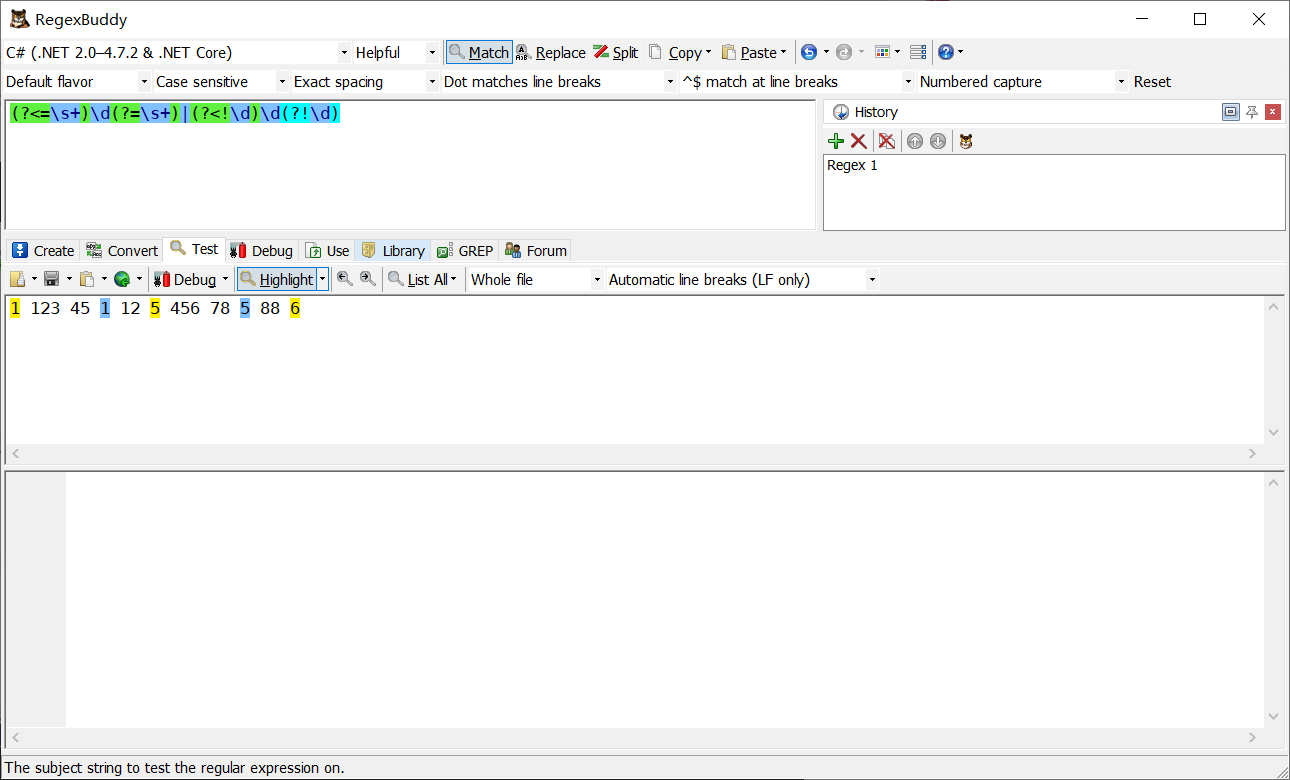 RegexBuddy
C# (.NET 2.0–4.7.2 & .NET Core) Helpful Match Replace Split Copy Paste
Default flavor Case sensitive Exact spacing Dot matches line breaks ^$ match at line breaks Numbered capture Reset
(?<=\s+)\d(?=\s+)|(?<!\d)\d(?!\d)
History
Regex 1
Create Convert Test Debug Use Library GREP Forum
Debug Highlight List All Whole file Automatic line breaks (LF only)
1 123 45 1 12 5 456 78 5 88 6
The subject string to test the regular expression on.